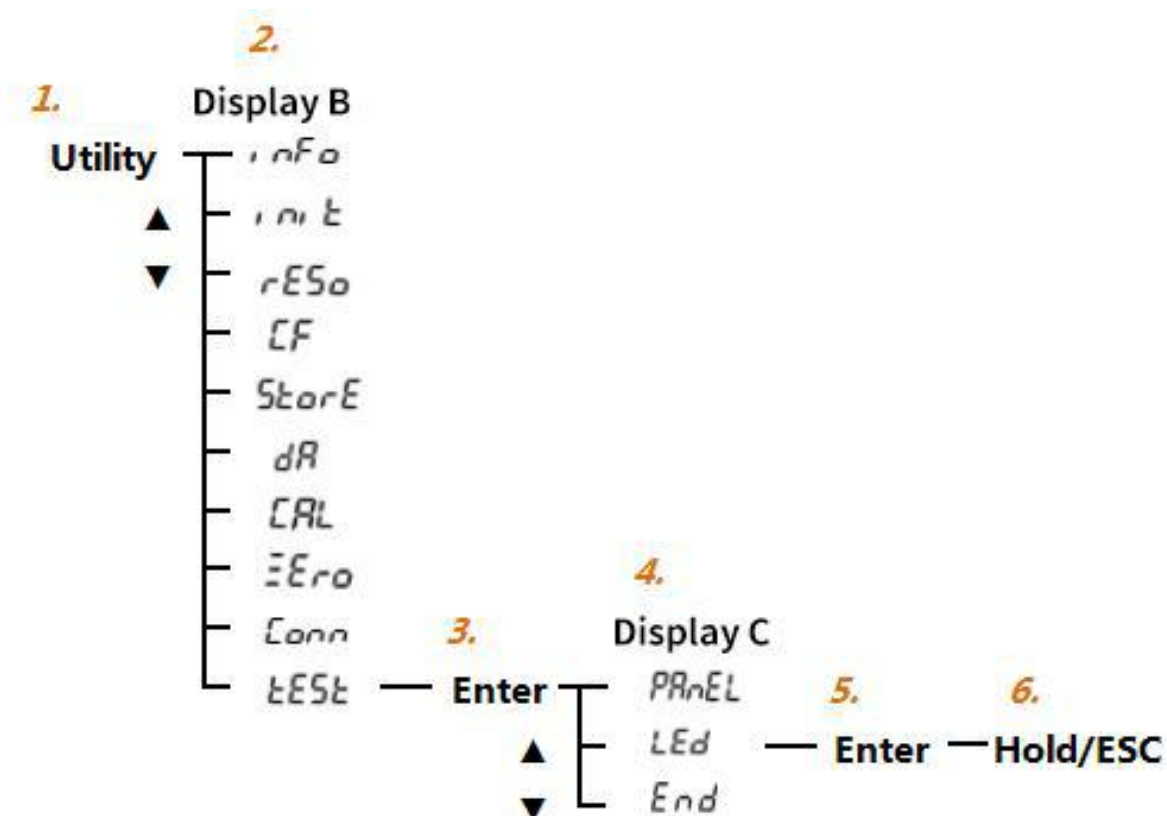 2.
1.
Display B
Utility
inFo
▲
init
▼
rESo
CF
StorE
dA
CAL
ZEro
4.
Conn
3.
Display C
tESt
Enter
PAnEL
5.
6.
▲
LEd
Enter
Hold/ESC
▼
End